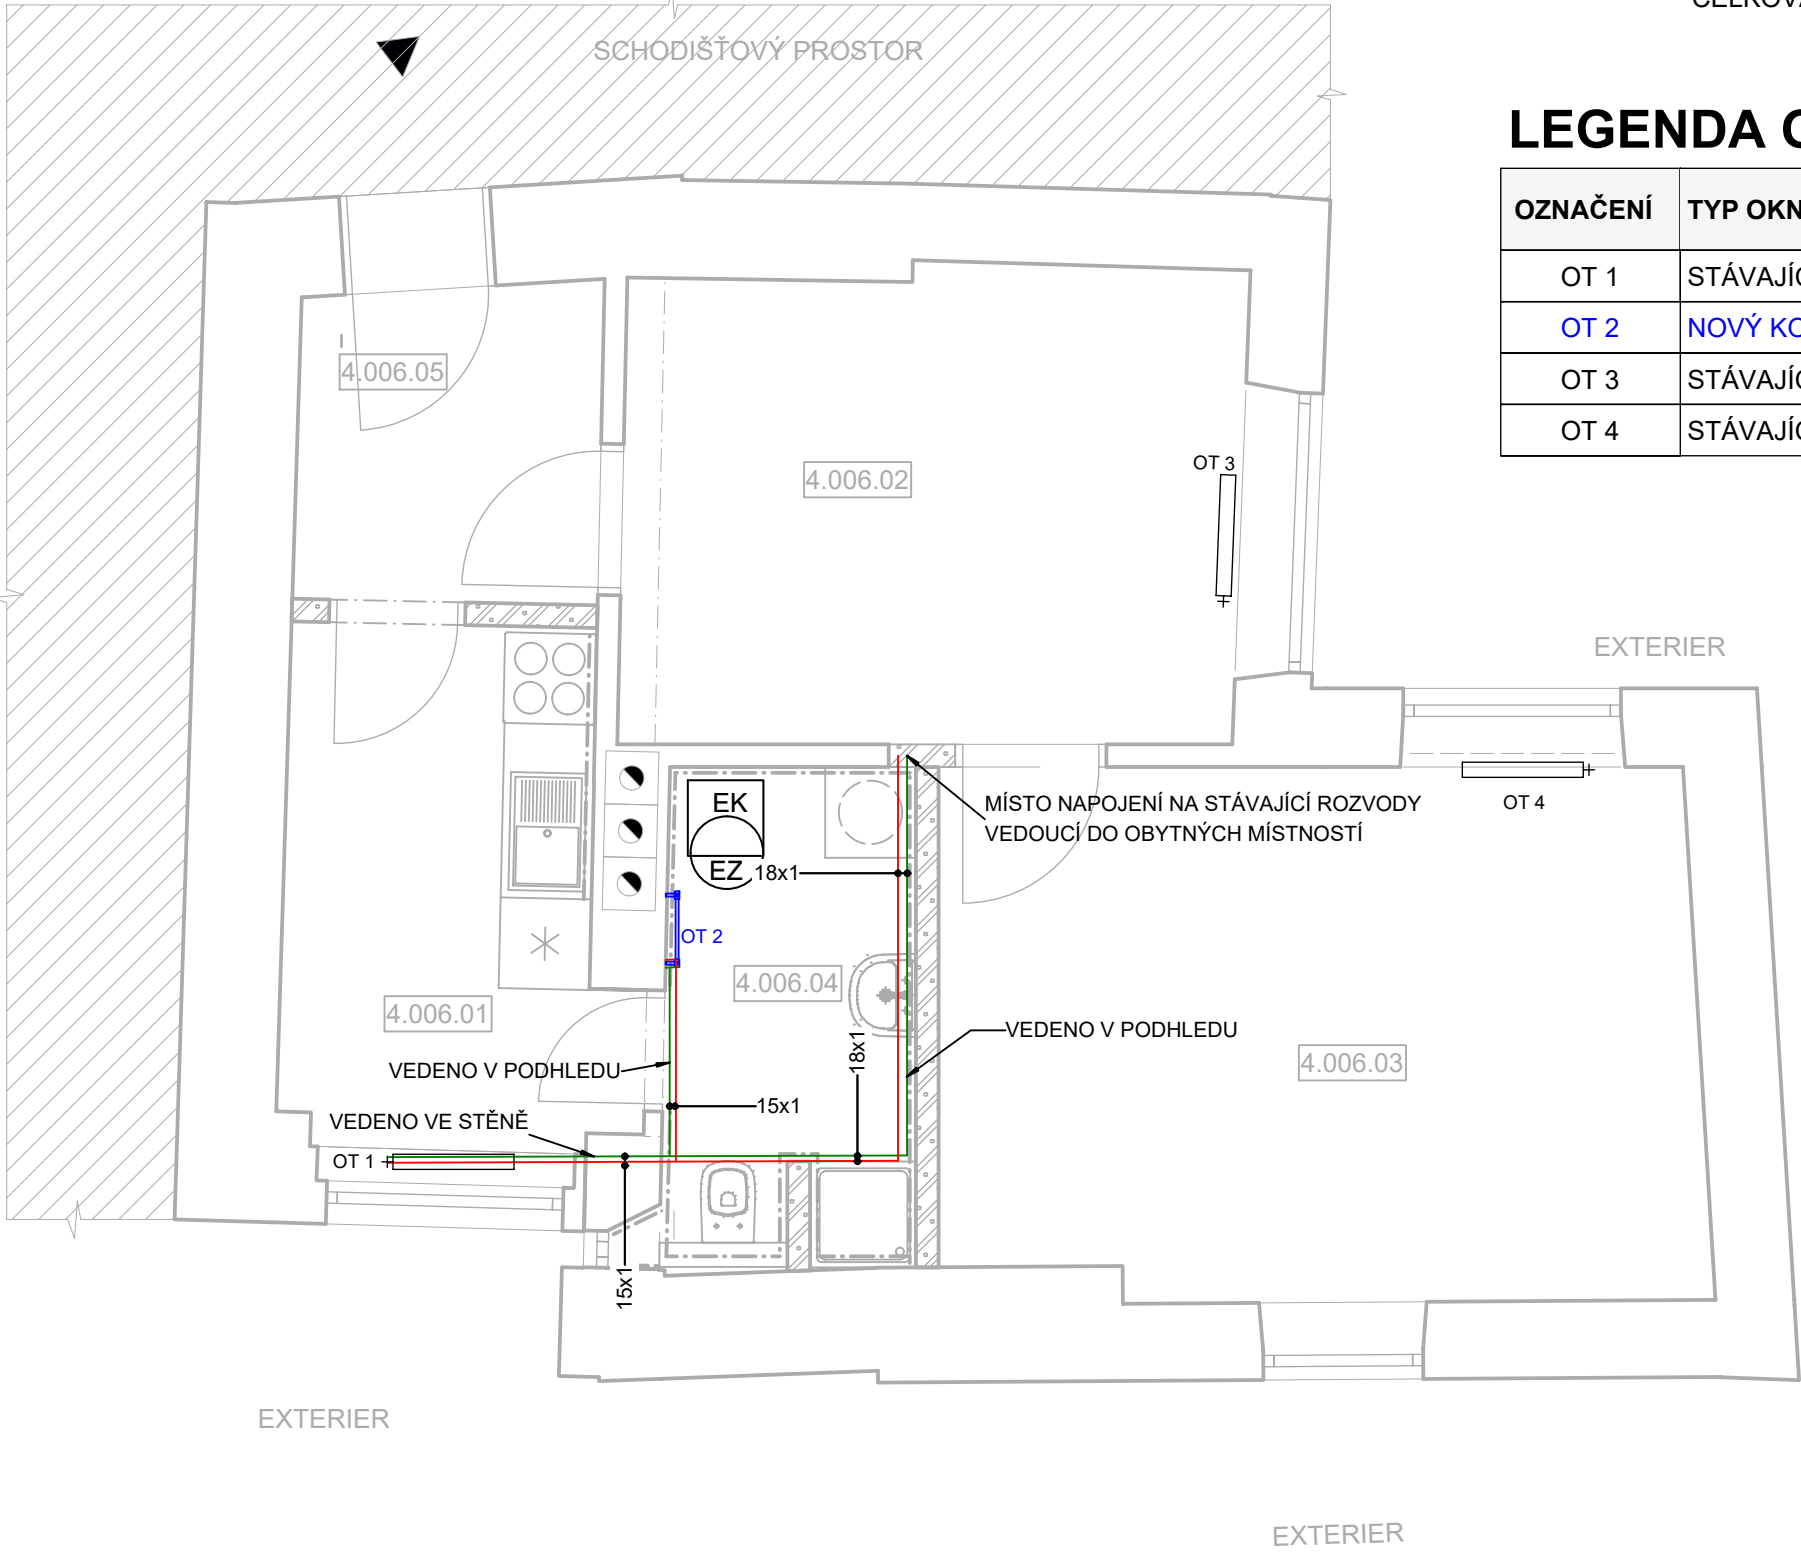 SCHODIŠŤOVÝ PROSTOR
LEGENDA
OZNAČENÍ TYP
OT 1
OT 2 NOVÝ
OT 3
OT 4
4.006.05
4.006.02
OT 3
EXTERIER
EK
EZ
18x1
MÍSTO NAPOJENÍ NA STÁVAJÍCÍ ROZVODY
VEDOUCÍ DO OBYTNÝCH MÍSTNOSTÍ
OT 4
OT 2
4.006.04
4.006.01
VEDENO V PODHLEDU
18x1
4.006.03
VEDENO V PODHLEDU
15x1
VEDENO VE STĚNĚ
OT 1
15x1
EXTERIER
EXTERIER